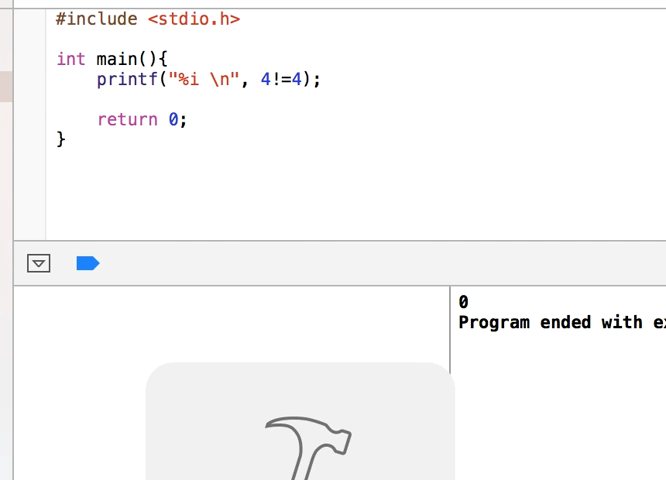 #include <stdio.h>
int main(){
printf("%i \n", 4!=4);
return 0;
}
0
Program ended with